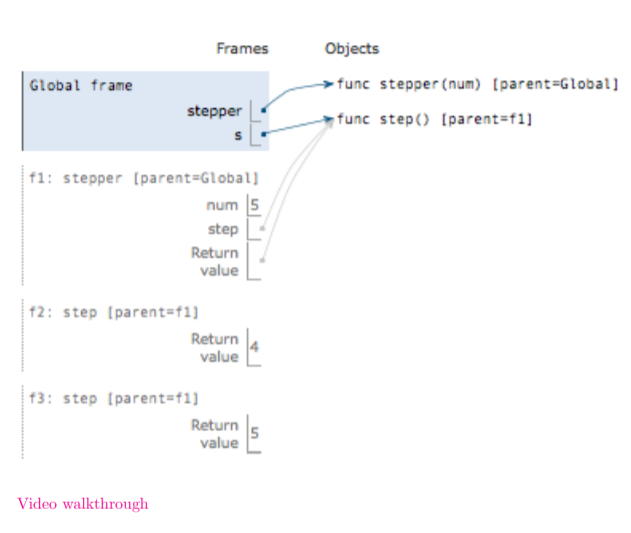 Frames Objects
Global frame
stepper
s
func stepper(num) [parent=Global]
func step() [parent=f1]
f1: stepper [parent=Global]
num 5
step
Return
value
f2: step [parent=f1]
Return
value 4
f3: step [parent=f1]
Return
value 5
Video walkthrough